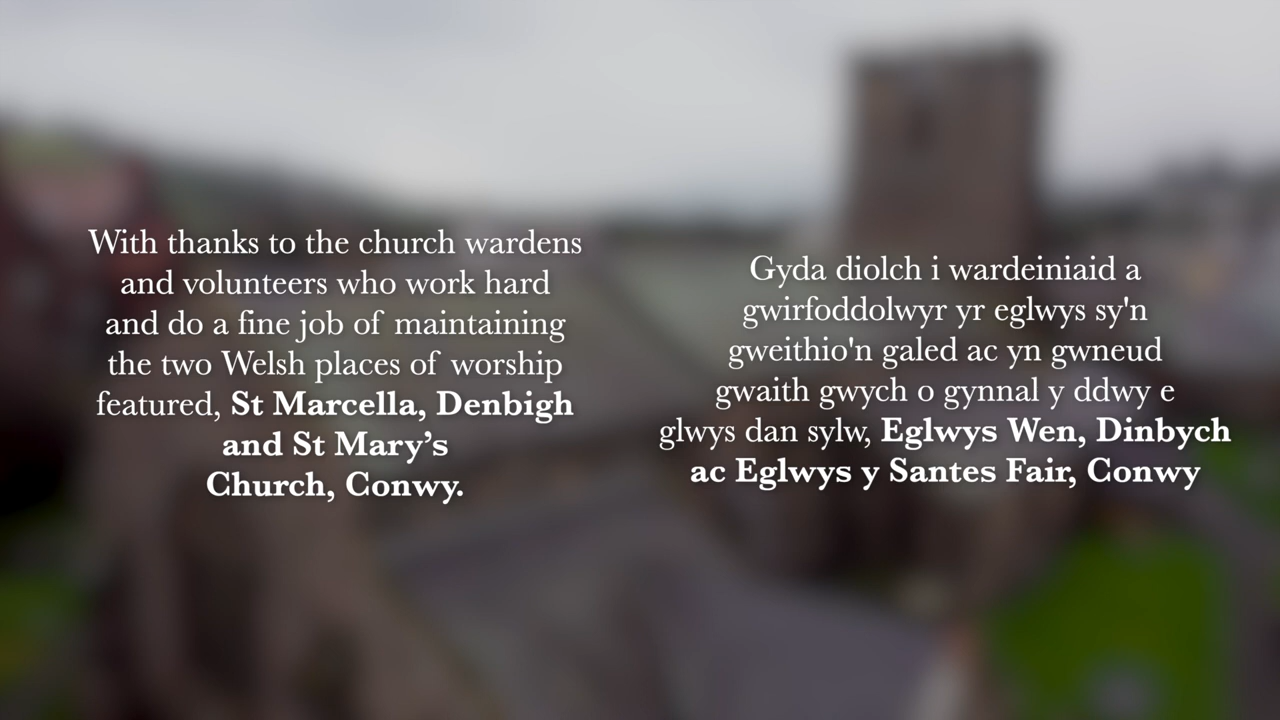 With thanks to the church wardens
and volunteers who work hard
and do a fine job of maintaining
the two Welsh places of worship
featured, St Marcella, Denbigh
and St Mary’s
Church, Conwy.
Gyda diolch i wardeiniaid a
gwirfoddolwyr yr eglwys sy'n
gweithio'n galed ac yn gwneud
gwaith gwych o gynnal y ddwy e
glwys dan sylw, Eglwys Wen, Dinbych
ac Eglwys y Santes Fair, Conwy